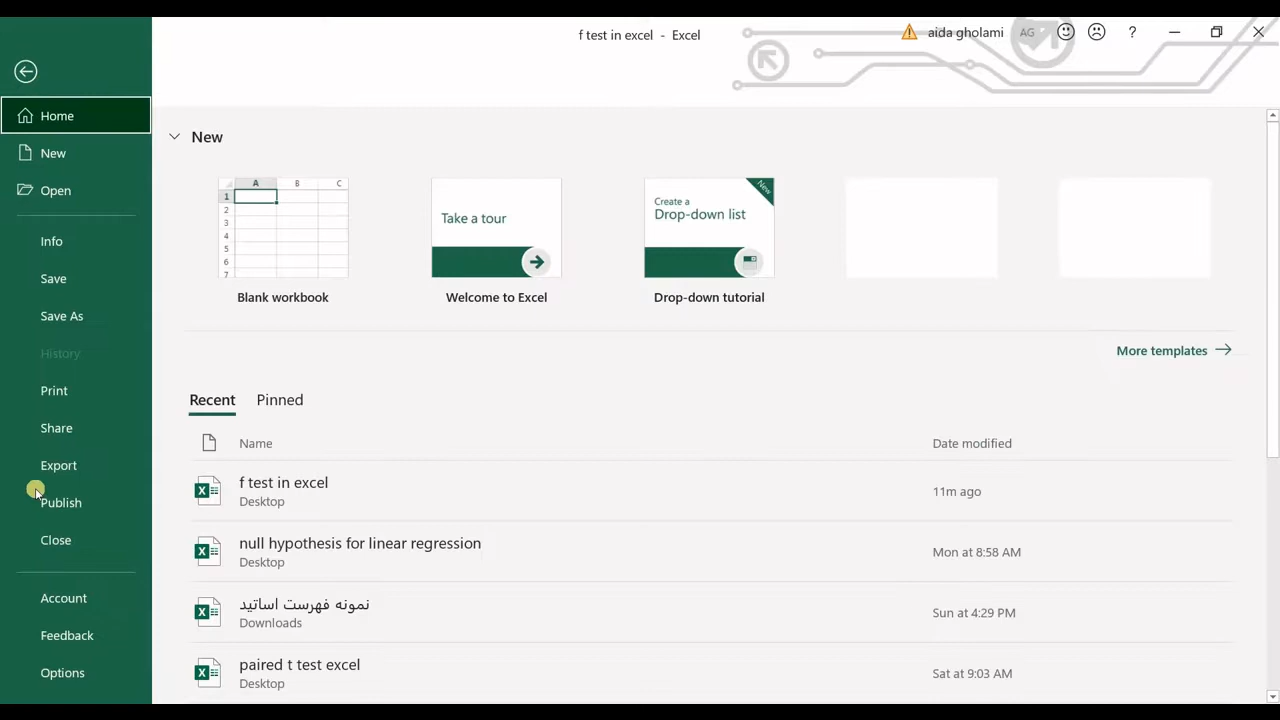 f test in excel - Excel
aida gholami
AG
?
Home
New
Open
Info
Save
Save As
History
Print
Share
Export
Publish
Close
Account
Feedback
Options
New
A B C
1
2
3
4
5
6
7
Blank workbook
Take a tour
Welcome to Excel
New
Create a
Drop-down list
Drop-down tutorial
More templates
Recent Pinned
Name Date modified
f test in excel
Desktop
11m ago
null hypothesis for linear regression
Desktop
Mon at 8:58 AM
نمونه فهرست اساتید
Downloads
Sun at 4:29 PM
paired t test excel
Desktop
Sat at 9:03 AM